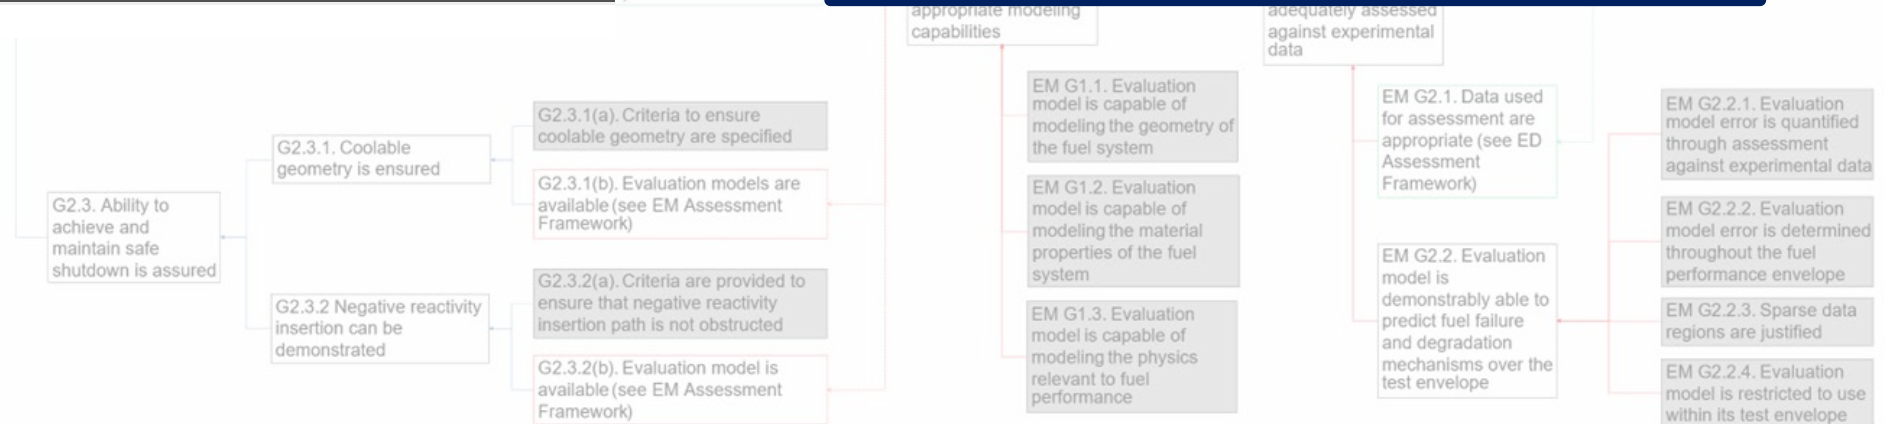 appropriate modeling
capabilities
adequately assessed
against experimental
data
G2.3. Ability to
achieve and
maintain safe
shutdown is assured
G2.3.1. Coolable
geometry is ensured
G2.3.2 Negative reactivity
insertion can be
demonstrated
G2.3.1(a). Criteria to ensure
coolable geometry are specified
G2.3.1(b). Evaluation models are
available (see EM Assessment
Framework)
G2.3.2(a). Criteria are provided to
ensure that negative reactivity
insertion path is not obstructed
G2.3.2(b). Evaluation model is
available (see EM Assessment
Framework)
EM G1.1. Evaluation
model is capable of
modeling the geometry of
the fuel system
EM G1.2. Evaluation
model is capable of
modeling the material
properties of the fuel
system
EM G1.3. Evaluation
model is capable of
modeling the physics
relevant to fuel
performance
EM G2.1. Data used
for assessment are
appropriate (see ED
Assessment
Framework)
EM G2.2. Evaluation
model is
demonstrably able to
predict fuel failure
and degradation
mechanisms over the
test envelope
EM G2.2.1. Evaluation
model error is quantified
through assessment
against experimental data
EM G2.2.2. Evaluation
model error is determined
throughout the fuel
performance envelope
EM G2.2.3. Sparse data
regions are justified
EM G2.2.4. Evaluation
model is restricted to use
within its test envelope